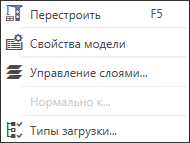 Перестроить F5
Свойства модели
Управление слоями...
Нормально к...
Типы загрузки...